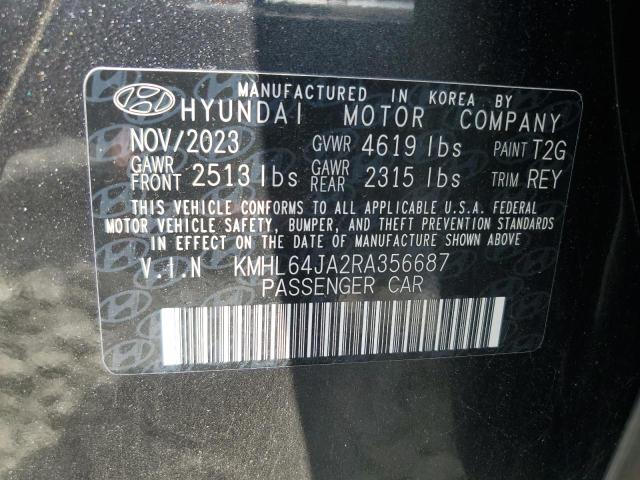 MANUFACTURED IN KOREA BY
HYUNDAI MOTOR COMPANY
NOV/2023 GVWR 4619 lbs PAINT T2G
GAWR FRONT 2513 lbs GAWR REAR 2315 lbs TRIM REY
THIS VEHICLE CONFORMS TO ALL APPLICABLE U.S.A. FEDERAL
MOTOR VEHICLE SAFETY, BUMPER, AND THEFT PREVENTION STANDARDS
IN EFFECT ON THE DATE OF MANUFACTURE SHOWN ABOVE.
V.I.N KMHL64JA2RA356687
PASSENGER CAR